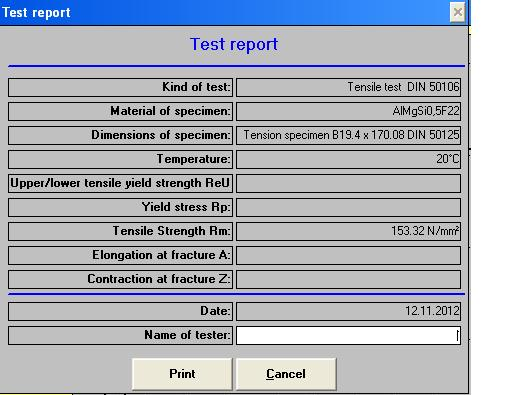 Test report
Test report
Kind of test: Tensile test DIN 50106
Material of specimen: AlMgSi0,5F22
Dimensions of specimen: Tension specimen B19.4 x 170.08 DIN 50125
Temperature: 20°C
Upper/lower tensile yield strength ReU
Yield stress Rp:
Tensile Strength Rm: 153.32 N/mm²
Elongation at fracture A:
Contraction at fracture Z:
Date: 12.11.2012
Name of tester:
Print Cancel